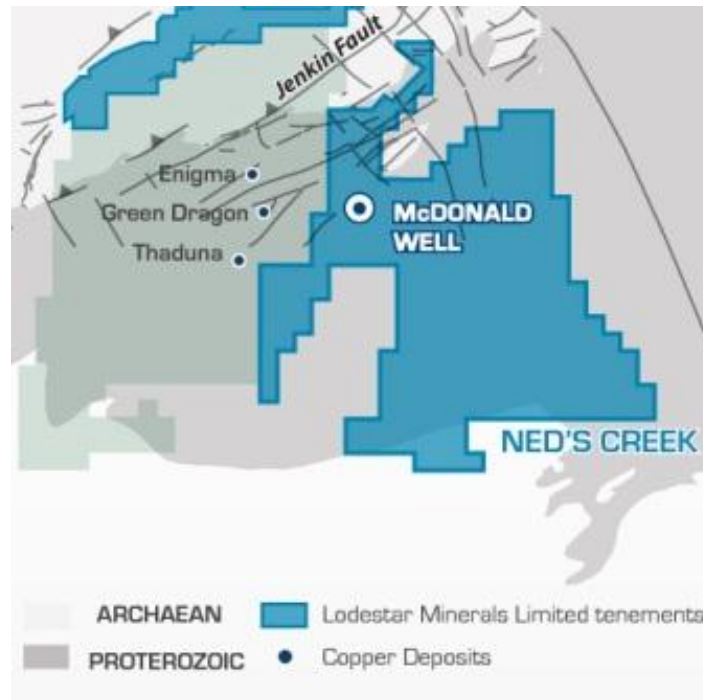 Jenkin Fault
Enigma
Green Dragon
Thaduna
McDONALD
WELL
NED'S CREEK
ARCHAEAN
Lodestar Minerals Limited tenements
PROTEROZOIC
Copper Deposits